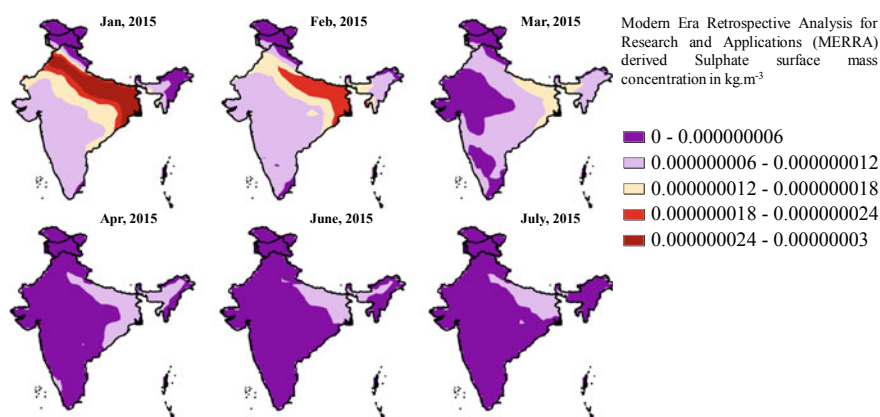 Jan, 2015
Feb, 2015
Mar, 2015
Modern Era Retrospective Analysis for
Research and Applications (MERRA)
derived Sulphate surface mass
concentration in kg.m-3
0 - 0.000000006
0.000000006 - 0.000000012
0.000000012 - 0.000000018
0.000000018 - 0.000000024
0.000000024 - 0.00000003
Apr, 2015
June, 2015
July, 2015